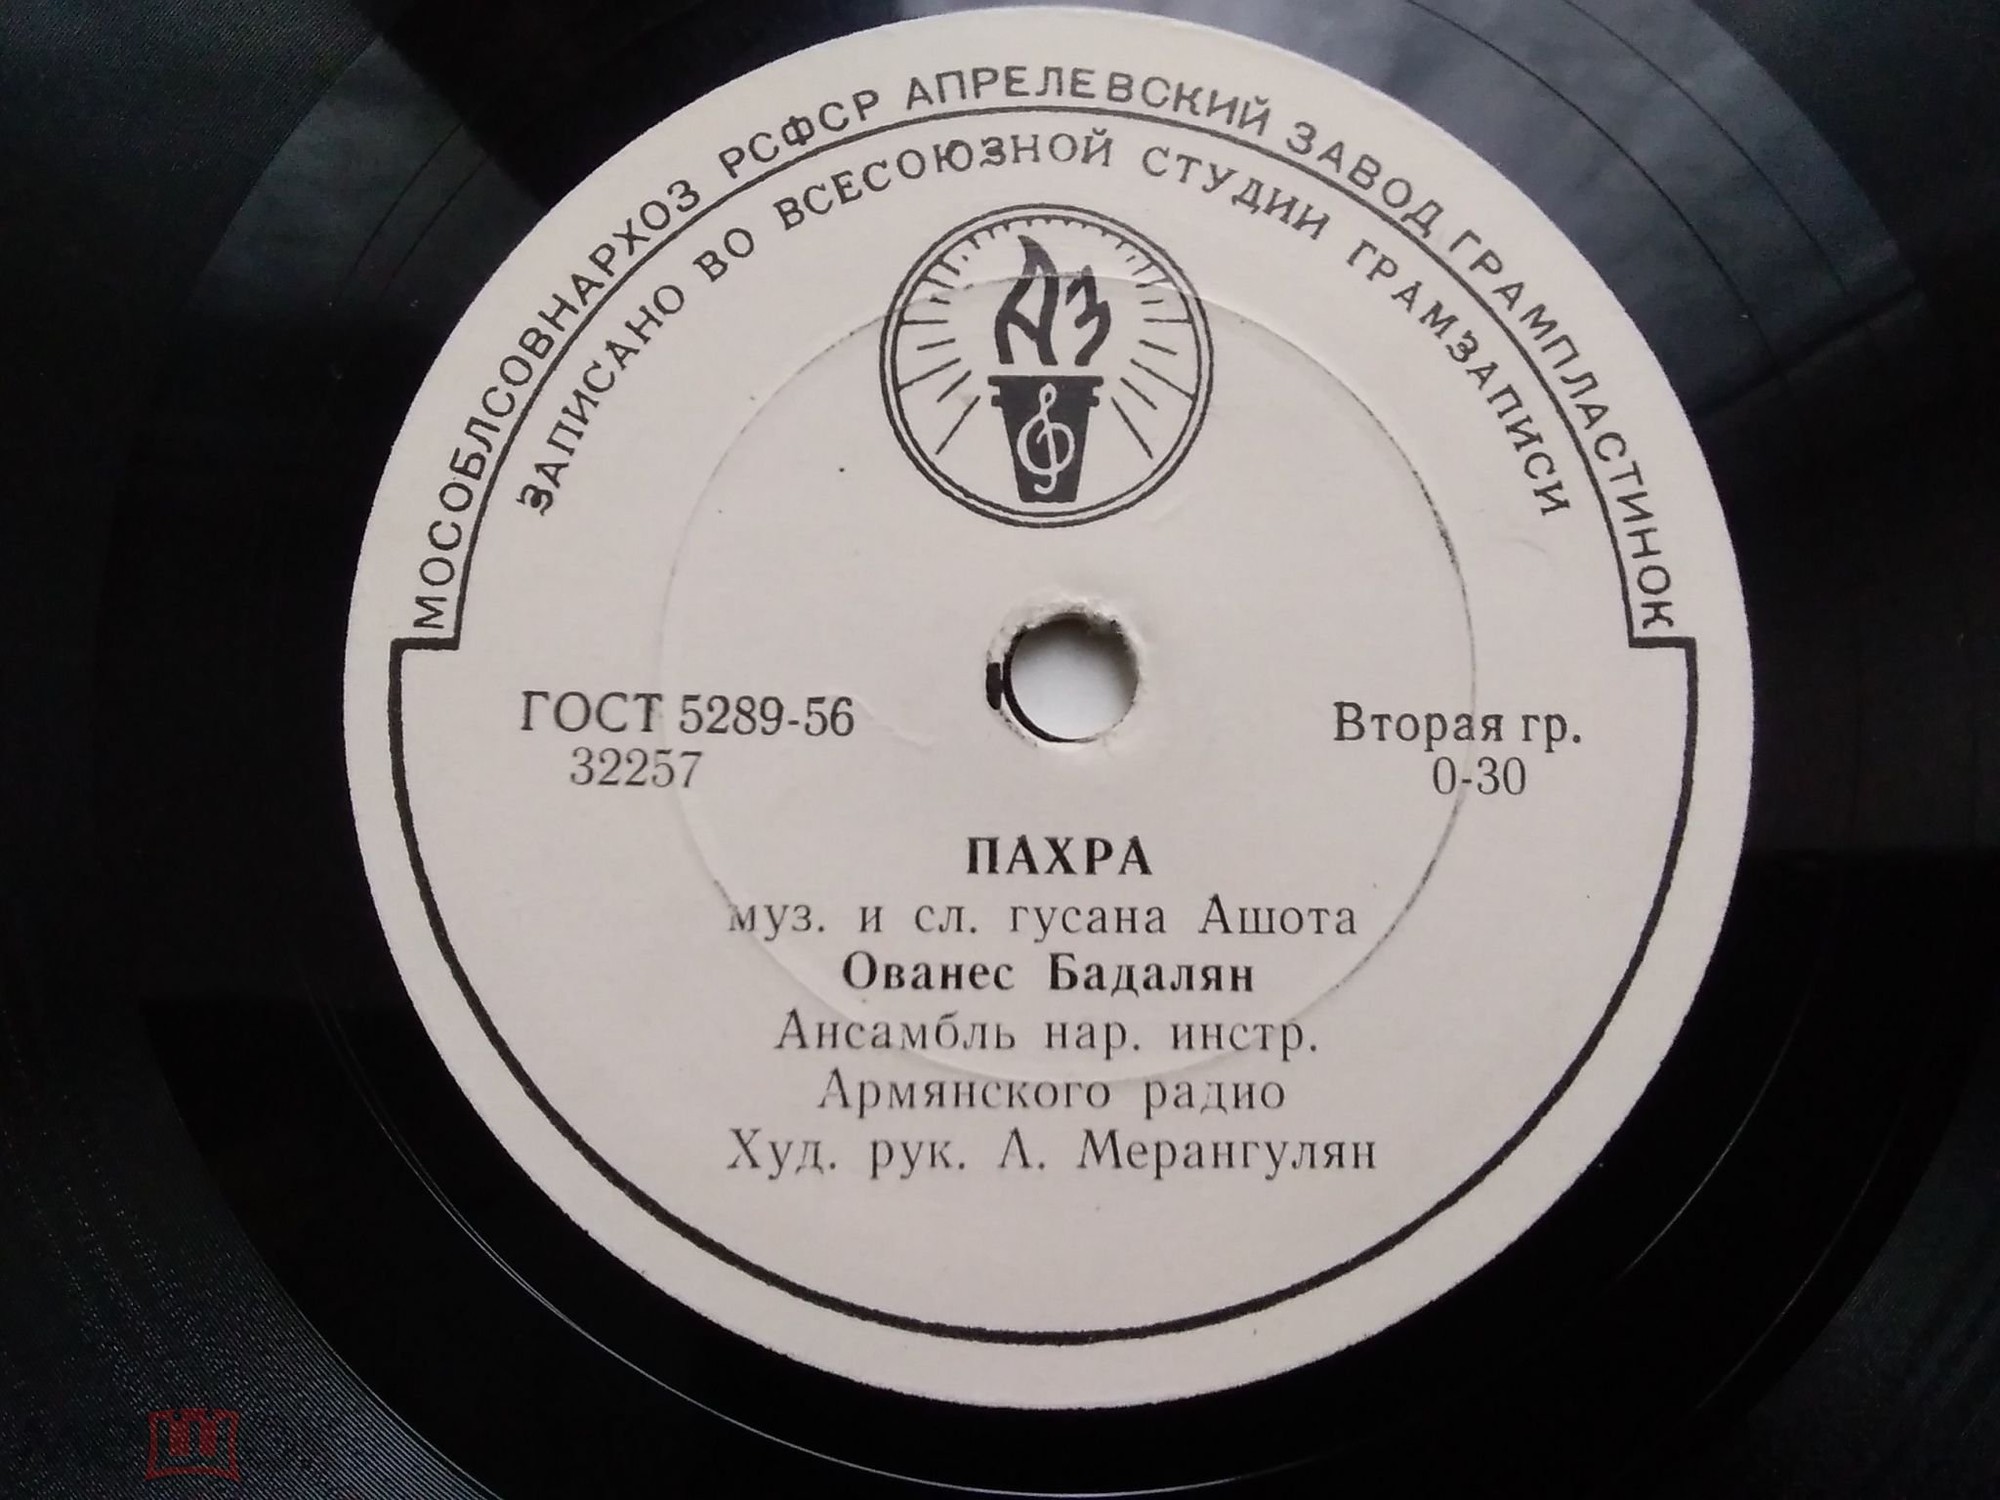 МОСОБЛСОВНАРХОЗ РСФСР АПРЕЛЕВСКИЙ ЗАВОД ГРАМПЛАСТИНОК
ЗАПИСАНО ВО ВСЕСОЮЗНОЙ СТУДИИ ГРАМЗАПИСИ
АЗ
ГОСТ 5289-56
32257
Вторая гр.
0-30
ПАХРА
муз. и сл. гусана Ашота
Ованес Бадалян
Ансамбль нар. инстр.
Армянского радио
Худ. рук. А. Мерангулян